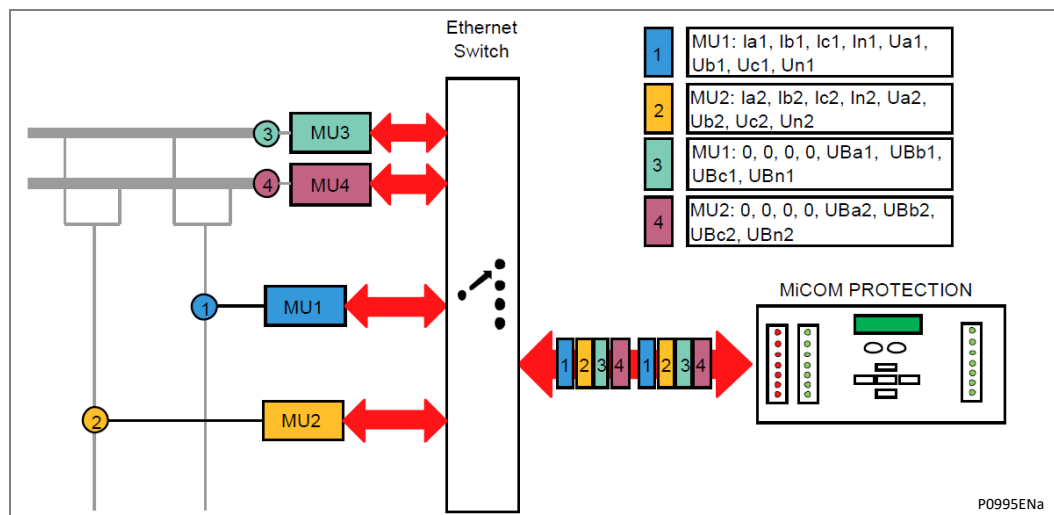 Ethernet
Switch
1
MU1: Ia1, Ib1, Ic1, In1, Ua1,
Ub1, Uc1, Un1
2
MU2: Ia2, Ib2, Ic2, In2, Ua2,
Ub2, Uc2, Un2
3
MU1: 0, 0, 0, 0, UBa1, UBb1,
UBc1, UBn1
4
MU2: 0, 0, 0, 0, UBa2, UBb2,
UBc2, UBn2
3
MU3
4
MU4
1
MU1
2
MU2
1 2 3 4 1 2 3 4
MiCOM PROTECTION
P0995ENa